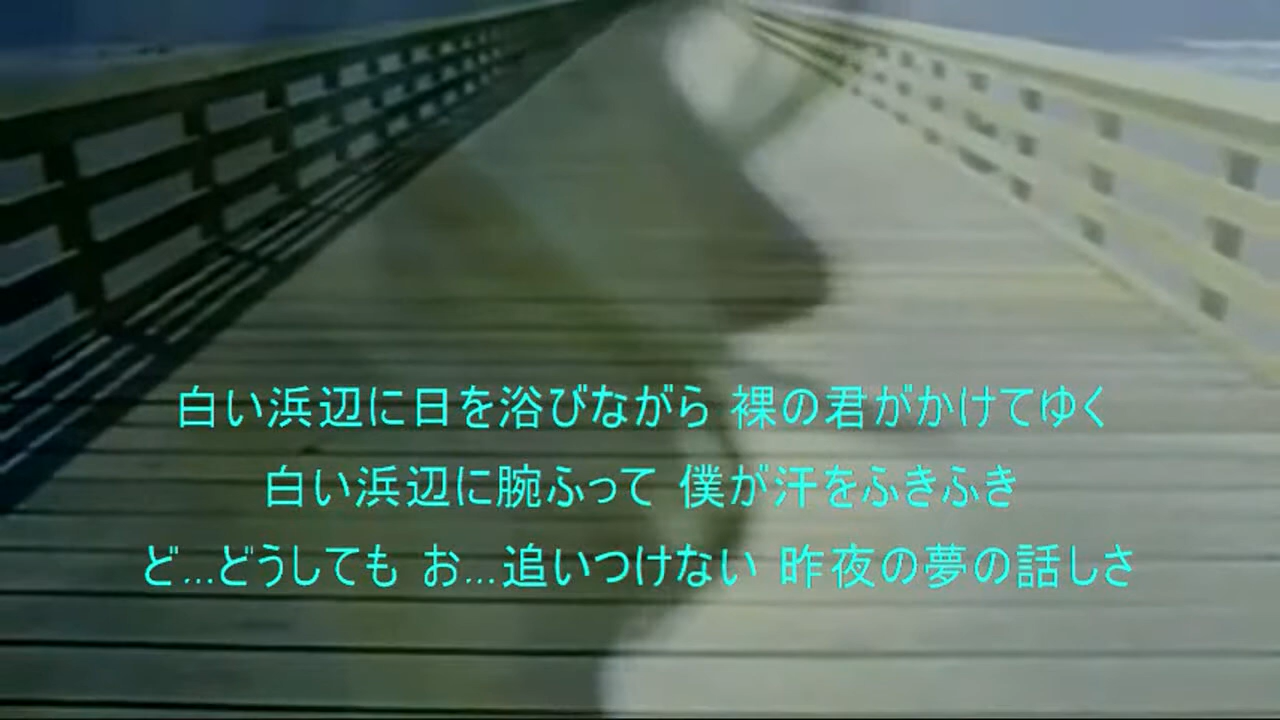 白い浜辺に日を浴びながら 裸の君がかけてゆく
白い浜辺に腕ふって 僕が汗をふきふき
ど…どうしても お…追いつけない 昨夜の夢の話しさ